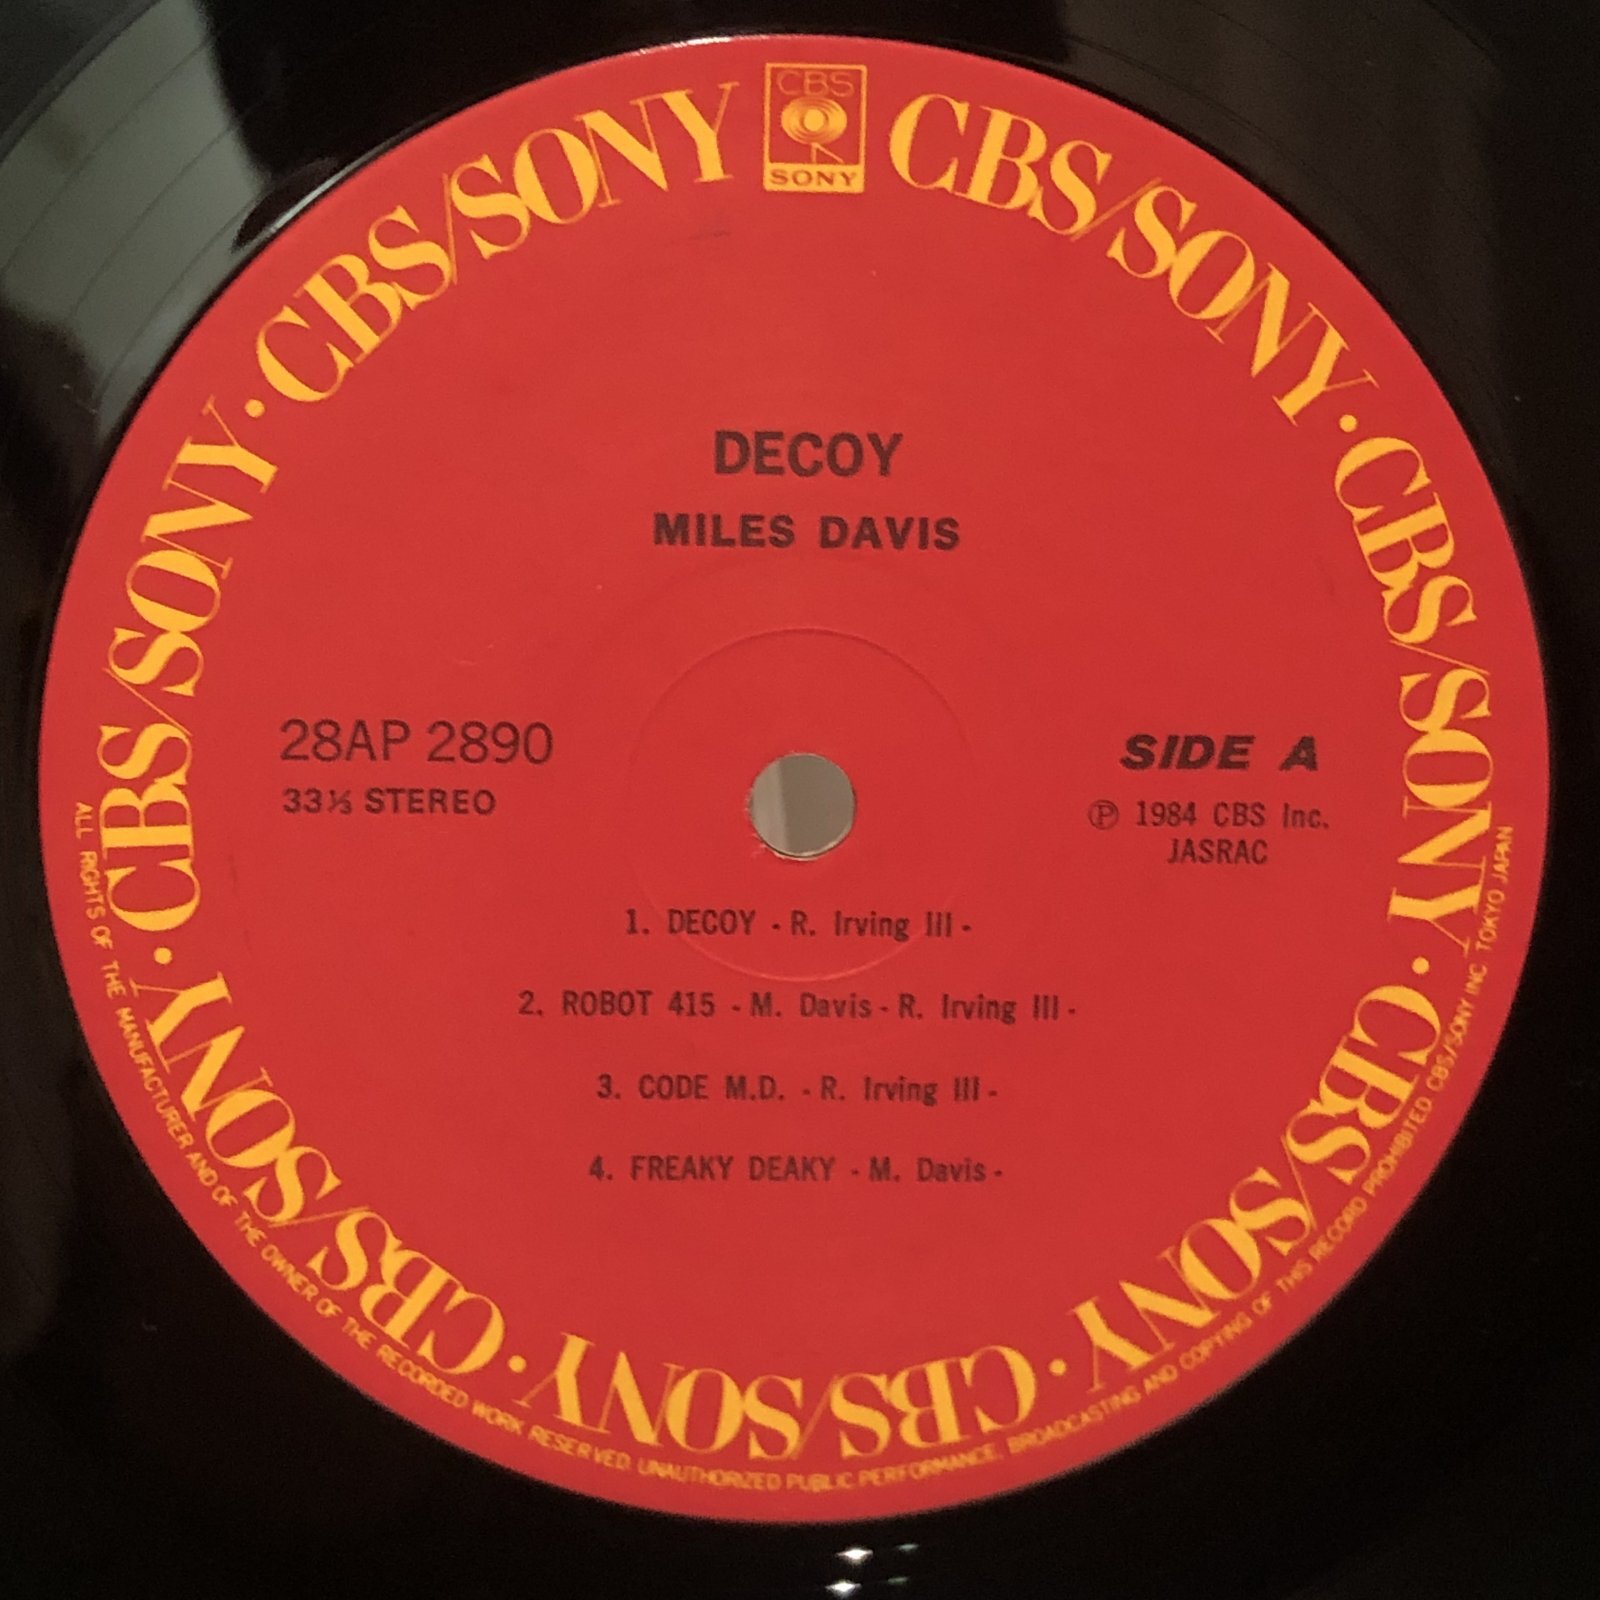 CBS
SONY
CBS/SONY · CBS/SONY · CBS/SONY · CBS/SONY · CBS/SONY · CBS/SONY · CBS/SONY
DECOY
MILES DAVIS
28AP 2890
33⅓ STEREO
SIDE A
Ⓟ 1984 CBS Inc.
JASRAC
1. DECOY - R. Irving III -
2. ROBOT 415 - M. Davis - R. Irving III -
3. CODE M.D. - R. Irving III -
4. FREAKY DEAKY - M. Davis -
ALL RIGHTS OF THE MANUFACTURER AND OF THE OWNER OF THE RECORDED WORK RESERVED. UNAUTHORIZED PUBLIC PERFORMANCE, BROADCASTING AND COPYING OF THIS RECORD PROHIBITED. CBS/SONY INC. TOKYO JAPAN